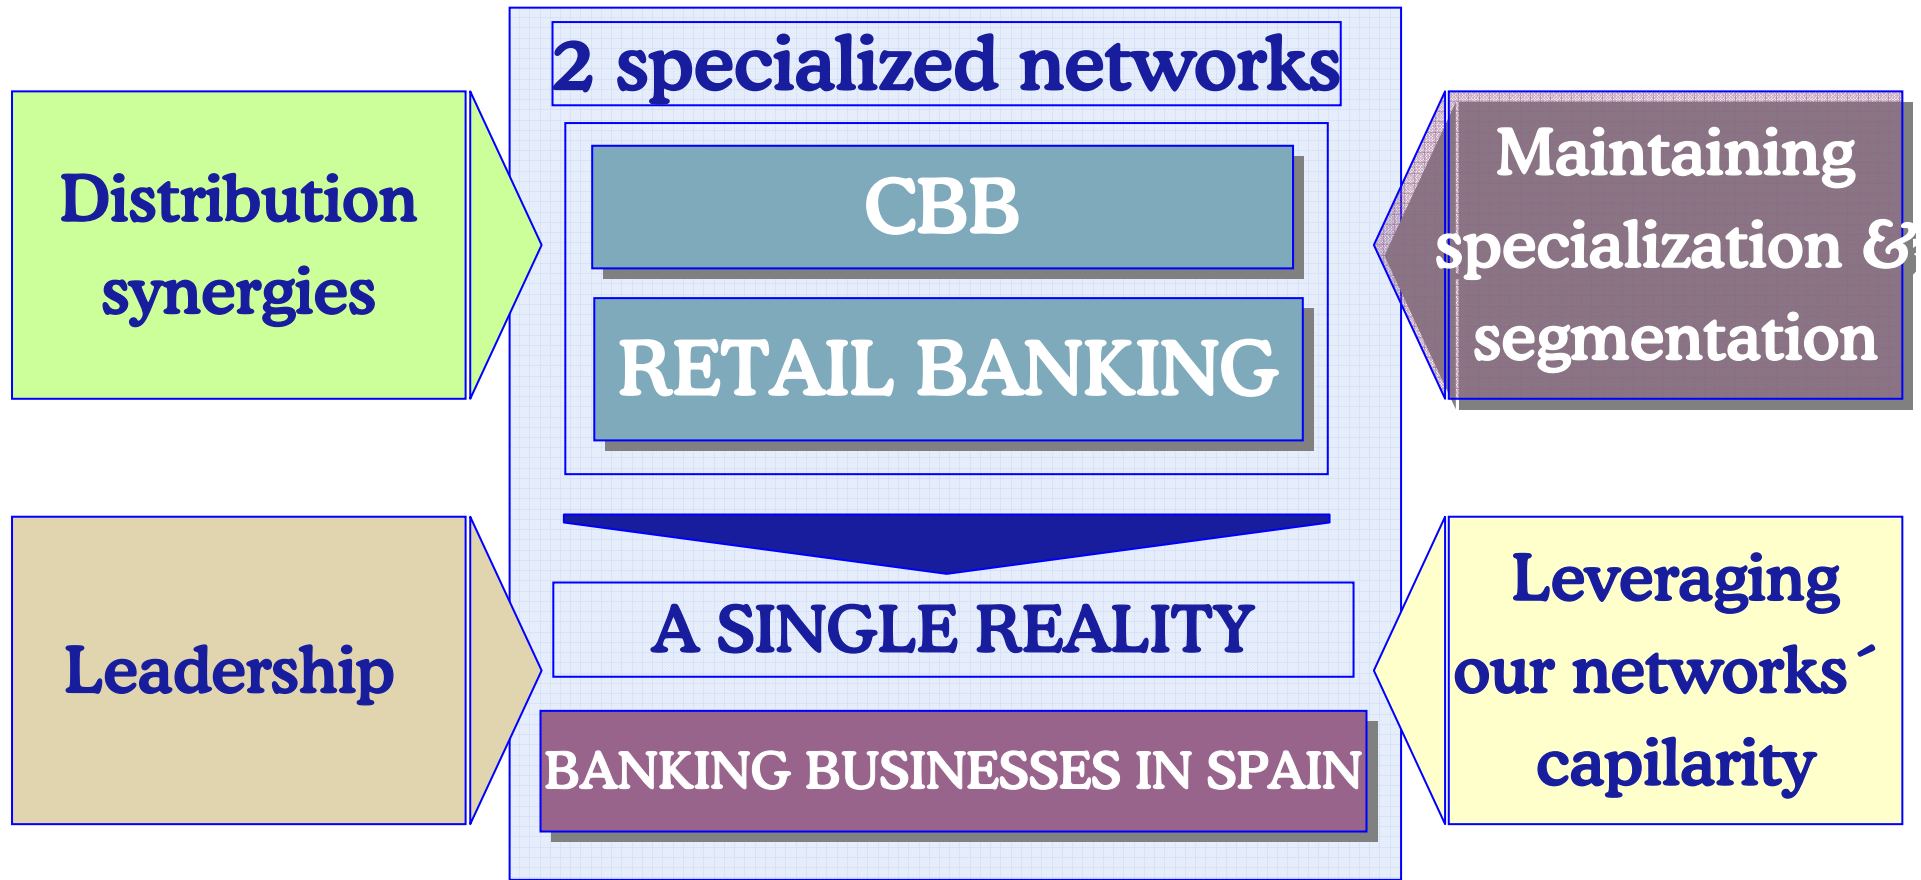 2 specialized networks
CBB
RETAIL BANKING
A SINGLE REALITY
BANKING BUSINESSES IN SPAIN
Distribution
synergies
Leadership
Maintaining
specialization &
segmentation
Leveraging
our networks´
capilarity